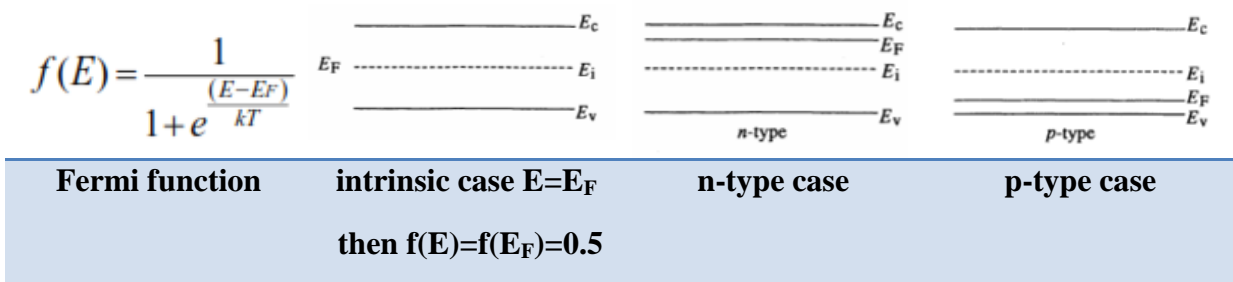 f(E) = 1 / (1 + e^((E−EF)/kT))
EF Ec
Ei
Ev
Ec
EF
Ei
Ev
n-type
Ec
Ei
EF
Ev
p-type
Fermi function intrinsic case E=EF n-type case p-type case
then f(E)=f(EF)=0.5